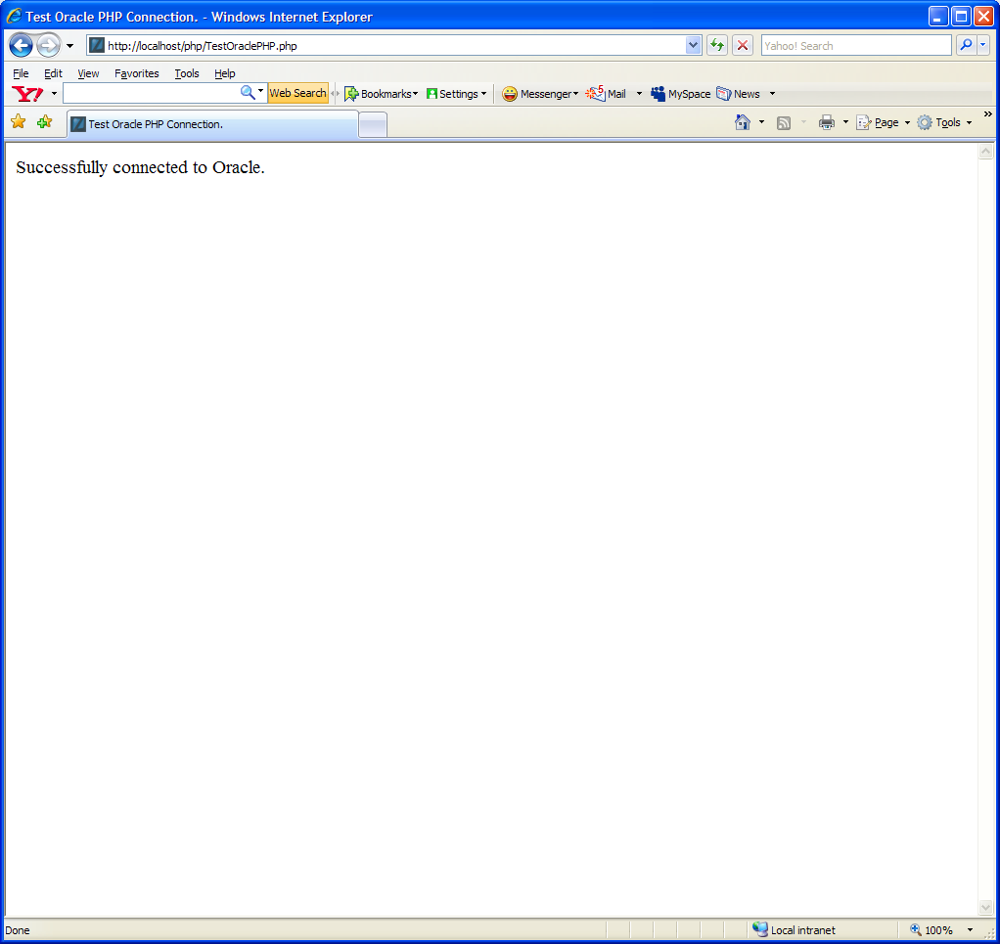 Test Oracle PHP Connection. - Windows Internet Explorer
http://localhost/php/TestOraclePHP.php
Yahoo! Search
File Edit View Favorites Tools Help
Y! Web Search Bookmarks Settings Messenger 5 Mail MySpace News
Test Oracle PHP Connection.
Page Tools »
Successfully connected to Oracle.
Done Local intranet 100%